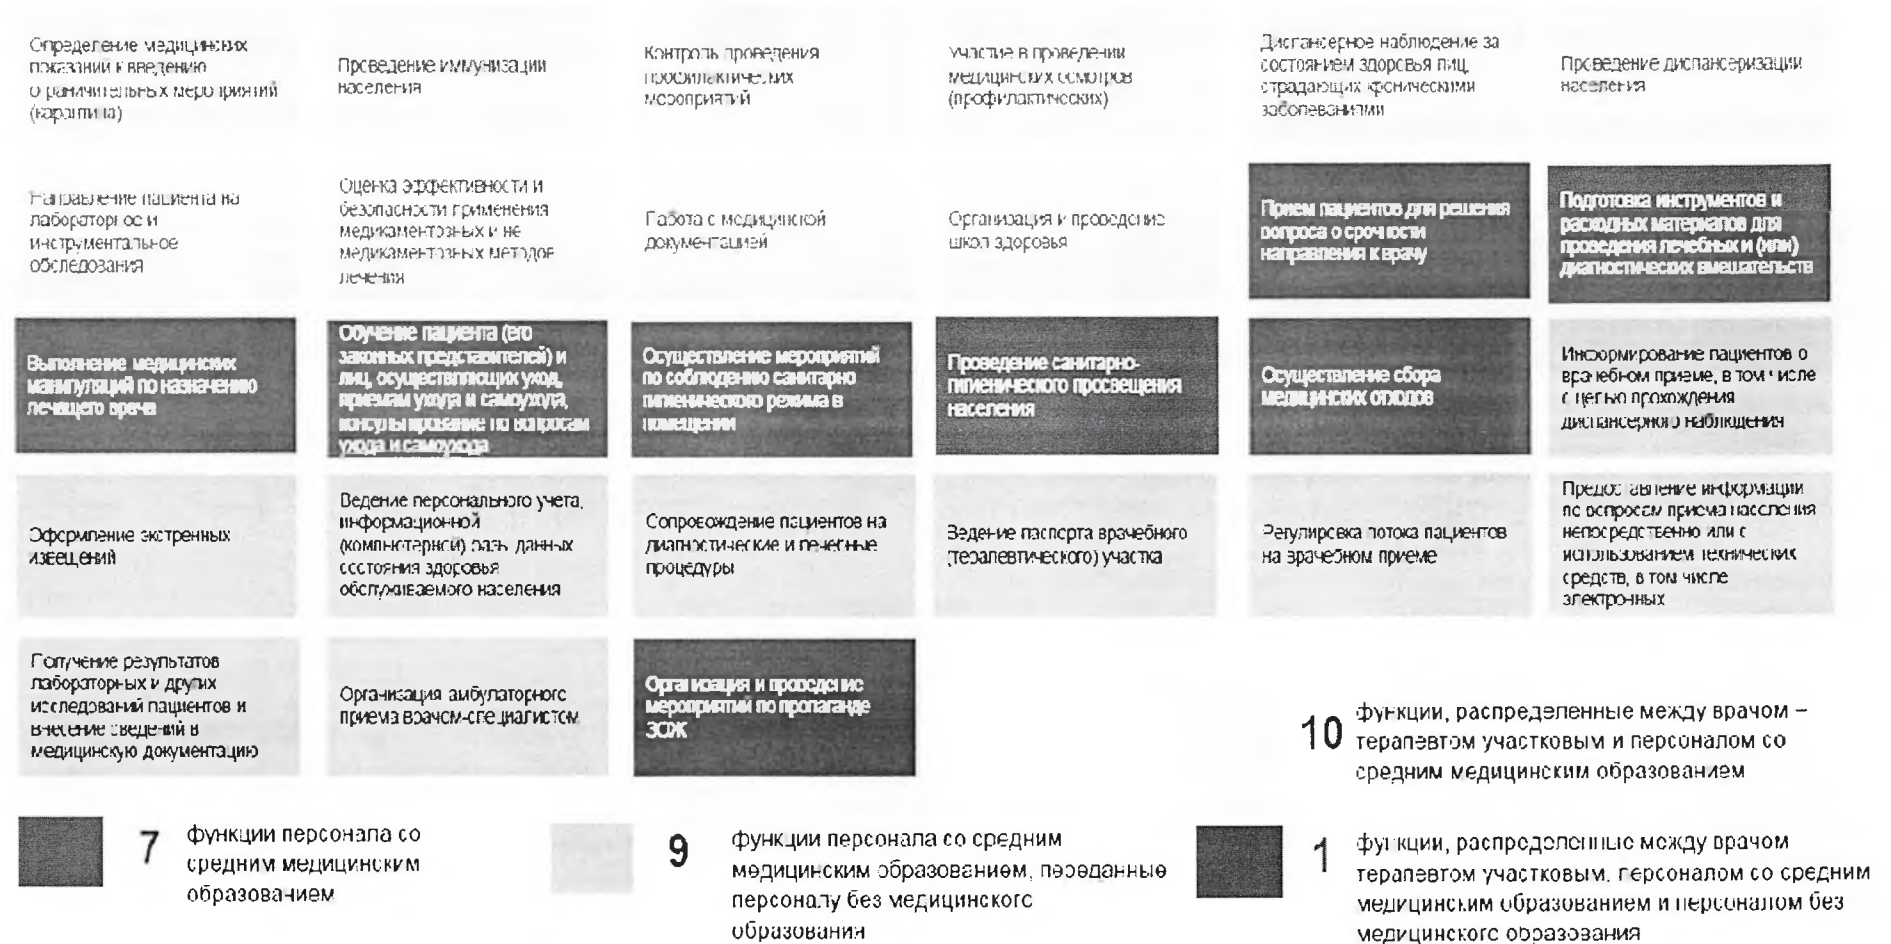 Определение медицинских
показаний к введению
ограничительных мероприятий
(карантина)
Проведение иммунизации
населения
Контроль проведения
профилактических
мероприятий
Участие в проведении
медицинских осмотров
(профилактических)
Диспансерное наблюдение за
состоянием здоровья лиц,
страдающих хроническими
заболеваниями
Проведение диспансеризации
населения
Направление пациента на
лабораторное и
инструментальное
обследования
Оценка эффективности и
безопасности применения
медикаментозных и не
медикаментозных методов
лечения
Работа с медицинской
документацией
Организация и проведение
школ здоровья
Прием пациентов для решения
вопроса о срочности
направления к врачу
Подготовка инструментов и
расходных материалов для
проведения лечебных и (или)
диагностических вмешательств
Выполнение медицинских
манипуляций по назначению
лечащего врача
Обучение пациента (его
законных представителей) и
лиц, осуществляющих уход,
приемам ухода и самоухода,
консультирование по вопросам
ухода и самоухода
Осуществление мероприятий
по соблюдению санитарно
гигиенического режима в
помещении
Проведение санитарно-
гигиенического просвещения
населения
Осуществление сбора
медицинских отходов
Информирование пациентов о
врачебном приеме, в том числе
с целью прохождения
диспансерного наблюдения
Оформление экстренных
извещений
Ведение персонального учета,
информационной
(компьютерной) базы данных
состояния здоровья
обслуживаемого населения
Сопровождение пациентов на
диагностические и лечебные
процедуры
Ведение паспорта врачебного
(терапевтического) участка
Регулировка потока пациентов
на врачебном приеме
Предоставление информации
по вопросам приема населения
непосредственно или с
использованием технических
средств, в том числе
электронных
Получение результатов
лабораторных и других
исследований пациентов и
внесение сведений в
медицинскую документацию
Организация амбулаторного
приема врачом-специалистом
Организация и проведение
мероприятий по пропаганде
ЗОЖ
10 функции, распределенные между врачом –
терапевтом участковым и персоналом со
средним медицинским образованием
7 функции персонала со
средним медицинским
образованием
9 функции персонала со средним
медицинским образованием, переданные
персоналу без медицинского
образования
1 функции, распределенные между врачом
терапевтом участковым, персоналом со средним
медицинским образованием и персоналом без
медицинского образования